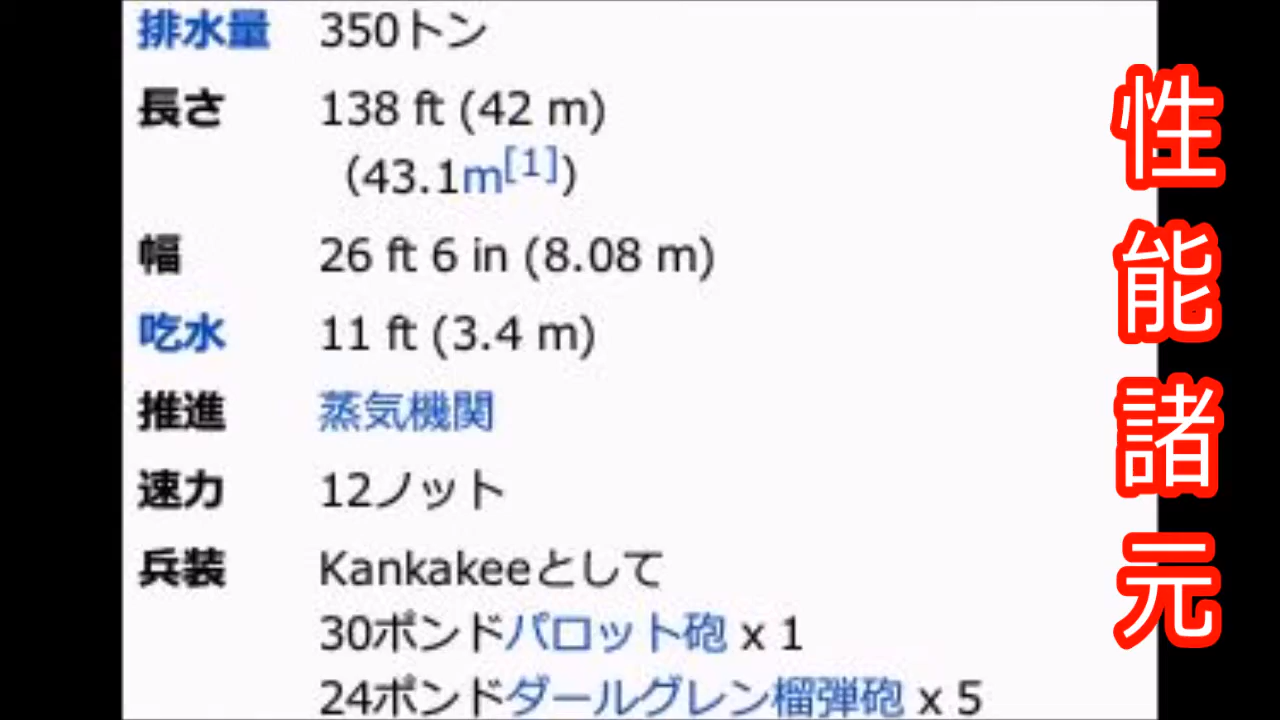 排水量 350トン
長さ 138 ft (42 m)
(43.1m[1])
幅 26 ft 6 in (8.08 m)
吃水 11 ft (3.4 m)
推進 蒸気機関
速力 12ノット
兵装 Kankakeeとして
30ポンドパロット砲 x 1
24ポンドダールグレン榴弾砲 x 5
性能諸元